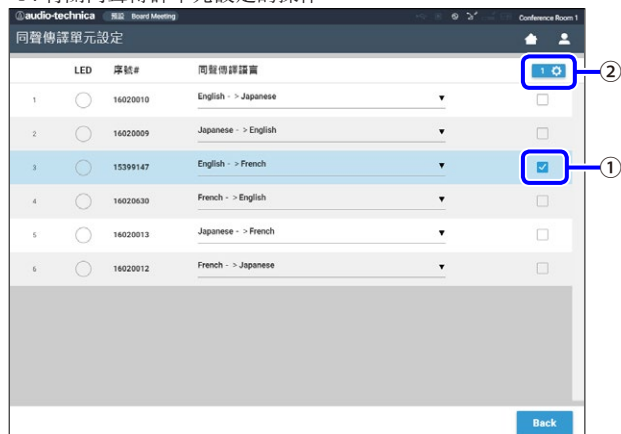 audio-technica 預設 Board Meeting Conference Room 1
同聲傳譯單元設定
LED 序號# 同聲傳譯語言 1 ②
1 16020010 English - > Japanese
2 16020009 Japanese - > English
3 15399147 English - > French ①
4 16020630 French - > English
5 16020013 Japanese - > French
6 16020012 French - > Japanese
Back